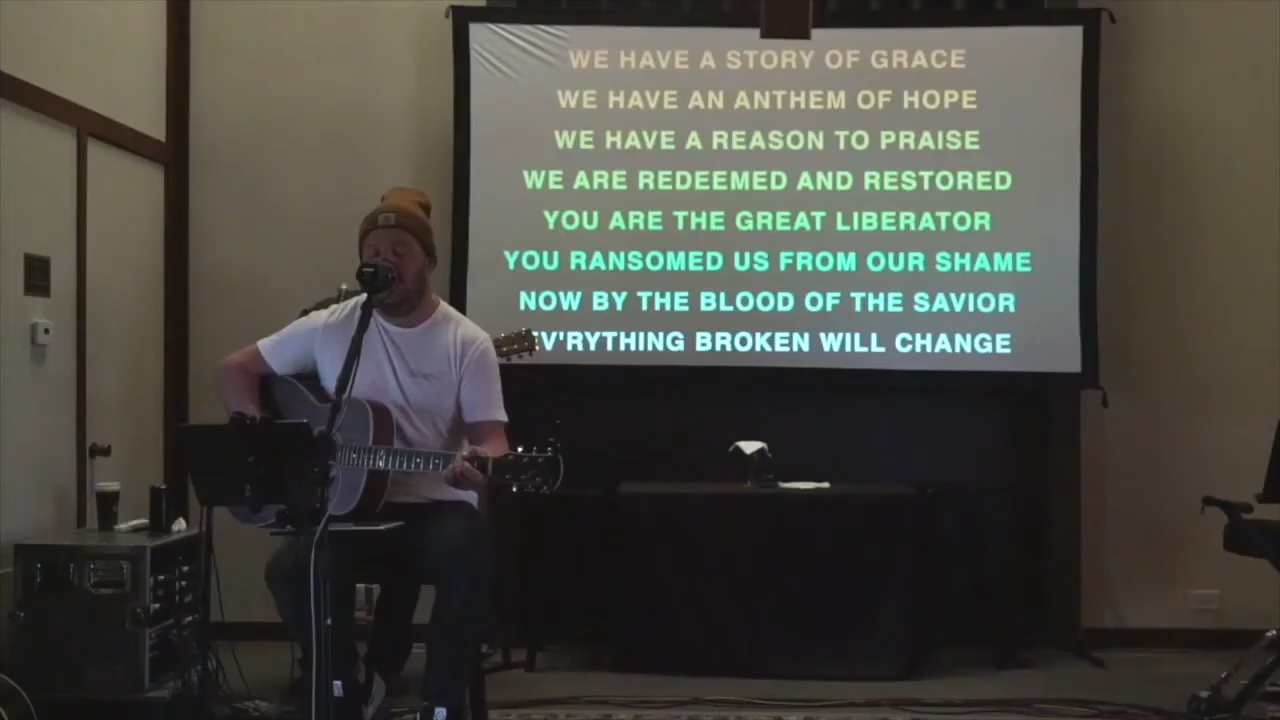 WE HAVE A STORY OF GRACE
WE HAVE AN ANTHEM OF HOPE
WE HAVE A REASON TO PRAISE
WE ARE REDEEMED AND RESTORED
YOU ARE THE GREAT LIBERATOR
YOU RANSOMED US FROM OUR SHAME
NOW BY THE BLOOD OF THE SAVIOR
EV'RYTHING BROKEN WILL CHANGE